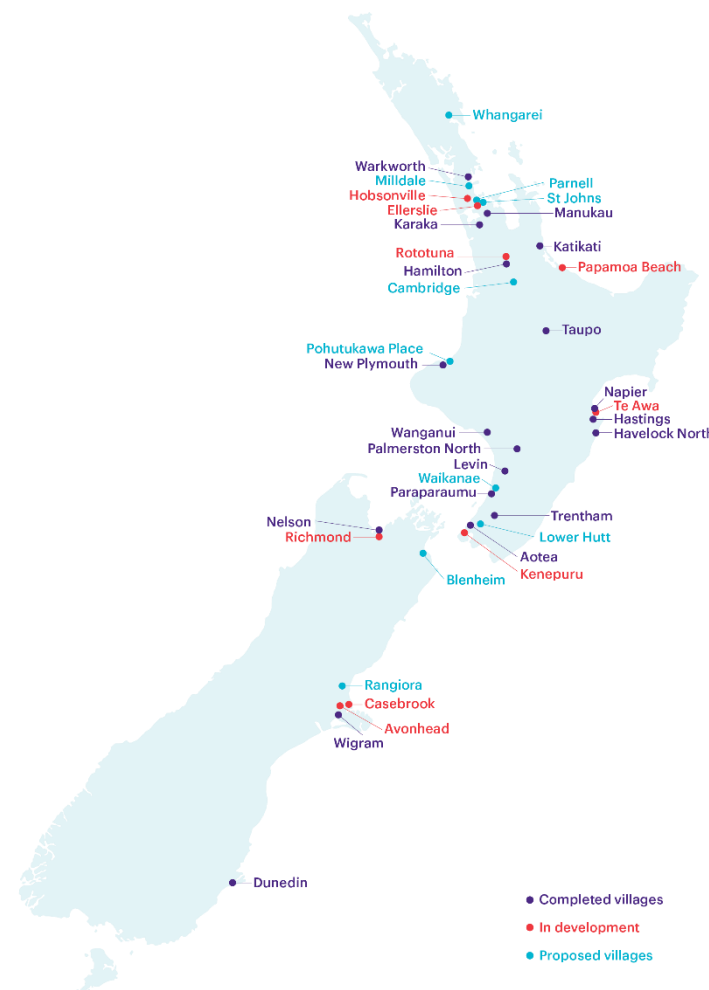 Whangarei
Warkworth
Milldale
Parnell
Hobsonville
St Johns
Ellerslie
Manukau
Karaka
Katikati
Rototuna
Papamoa Beach
Hamilton
Cambridge
Taupo
Pohutukawa Place
New Plymouth
Napier
Te Awa
Hastings
Wanganui
Havelock Nort
Palmerston North
Levin
Waikanae
Paraparaumu
Trentham
Nelson
Richmond
Lower Hutt
Aotea
Kenepuru
Blenheim
Rangiora
Casebrook
Avonhead
Wigram
Dunedin
Completed villages
In development
Proposed villages